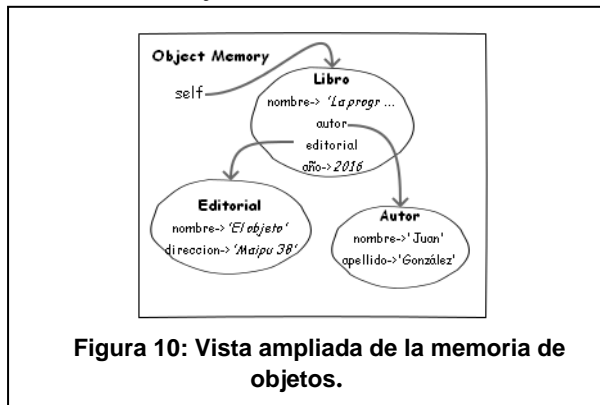 Object Memory
self
Libro
nombre-> 'La progr ...
autor
editorial
año-> 2016
Editorial
nombre-> 'El objeto'
direccion-> 'Maipu 38'
Autor
nombre->'Juan'
apellido->'González'
Figura 10: Vista ampliada de la memoria de
objetos.